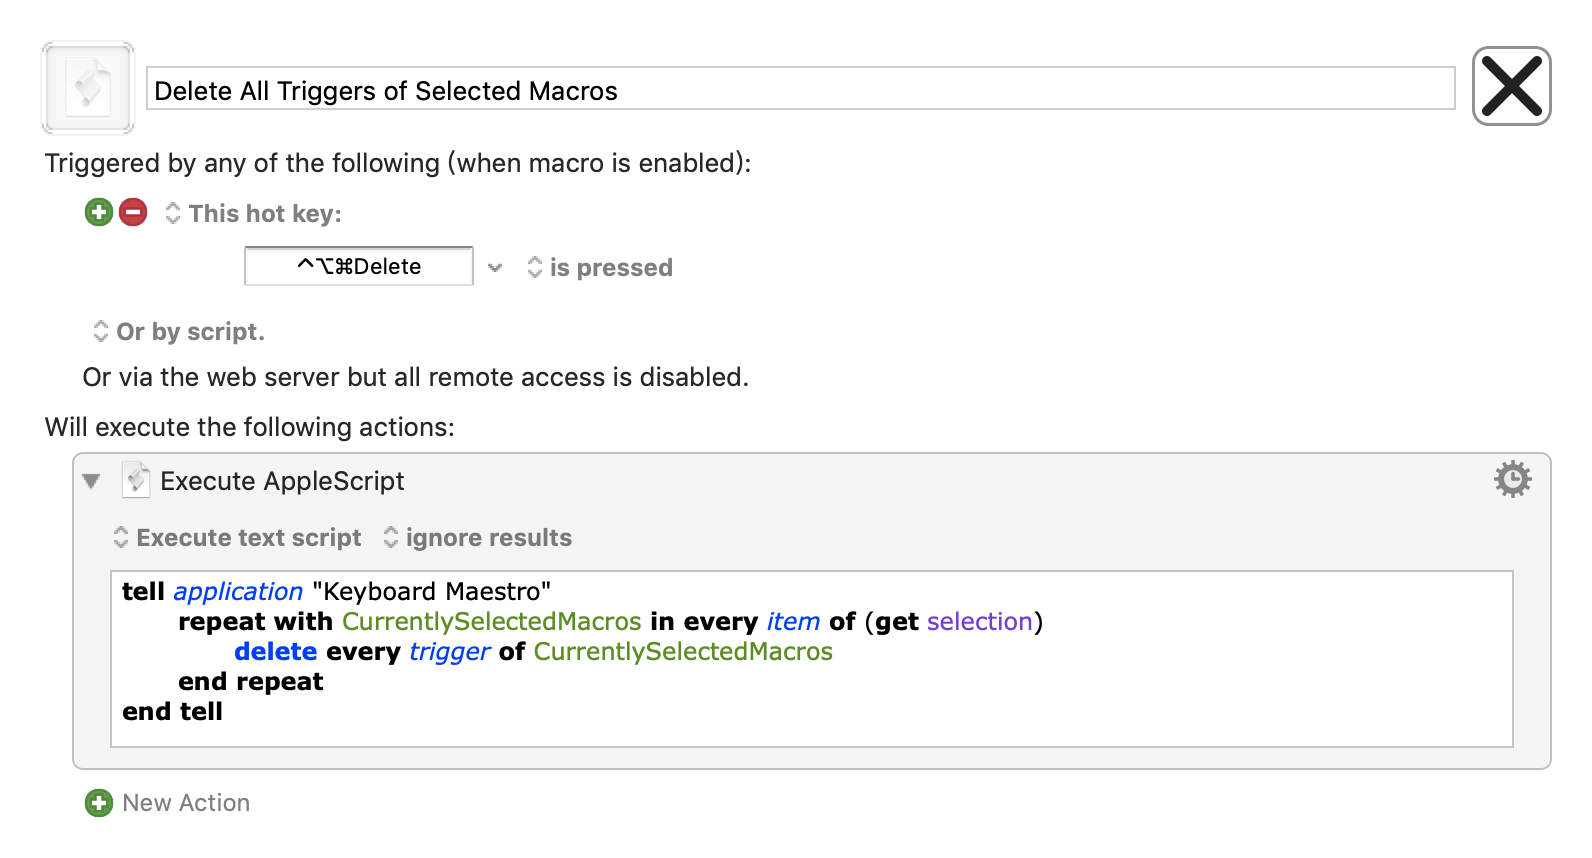 Delete All Triggers of Selected Macros
Triggered by any of the following (when macro is enabled):
This hot key:
^⌥⌘Delete is pressed
Or by script.
Or via the web server but all remote access is disabled.
Will execute the following actions:
Execute AppleScript
Execute text script ignore results
tell application "Keyboard Maestro"
repeat with CurrentlySelectedMacros in every item of (get selection)
delete every trigger of CurrentlySelectedMacros
end repeat
end tell
New Action